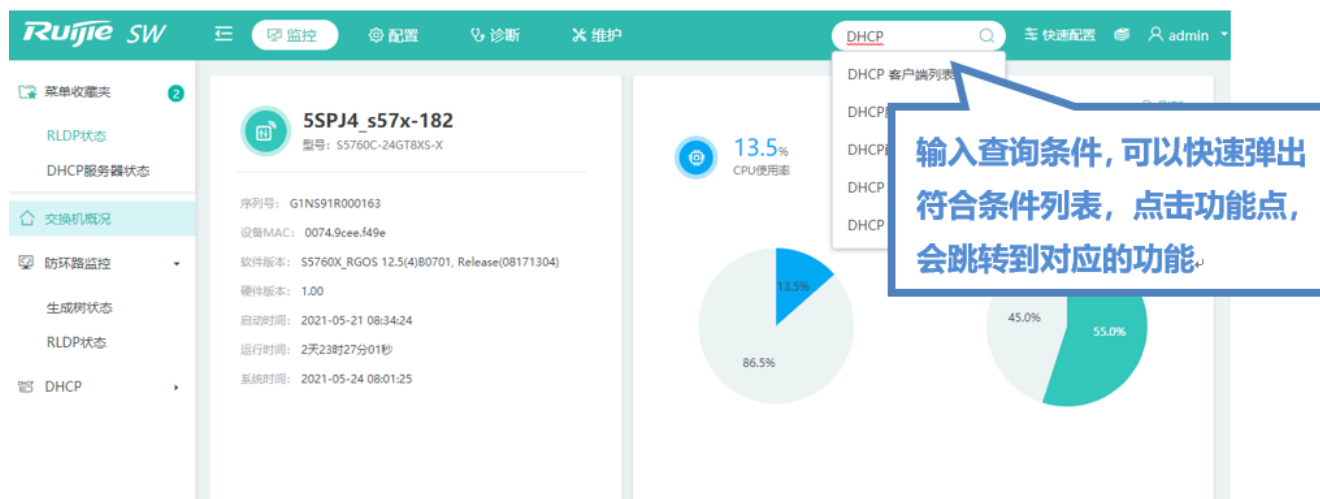 Ruijie SW
监控
配置
诊断
维护
DHCP
快速配置
admin
菜单收藏夹
2
RLDP状态
DHCP服务器状态
交换机概况
防环路监控
生成树状态
RLDP状态
DHCP
5SPJ4_s57x-182
型号: S5760C-24GT8XS-X
序列号: G1NS91R000163
设备MAC: 0074.9cee.f49e
软件版本: S5760X_RGOS 12.5(4)B0701, Release(08171304)
硬件版本: 1.00
启动时间: 2021-05-21 08:34:24
运行时间: 2天23时27分01秒
系统时间: 2021-05-24 08:01:25
13.5%
CPU使用率
13.5%
86.5%
45.0%
55.0%
DHCP 客户端列表
DHCP
DHCP
DHCP
DHCP
输入查询条件,可以快速弹出
符合条件列表，点击功能点，
会跳转到对应的功能